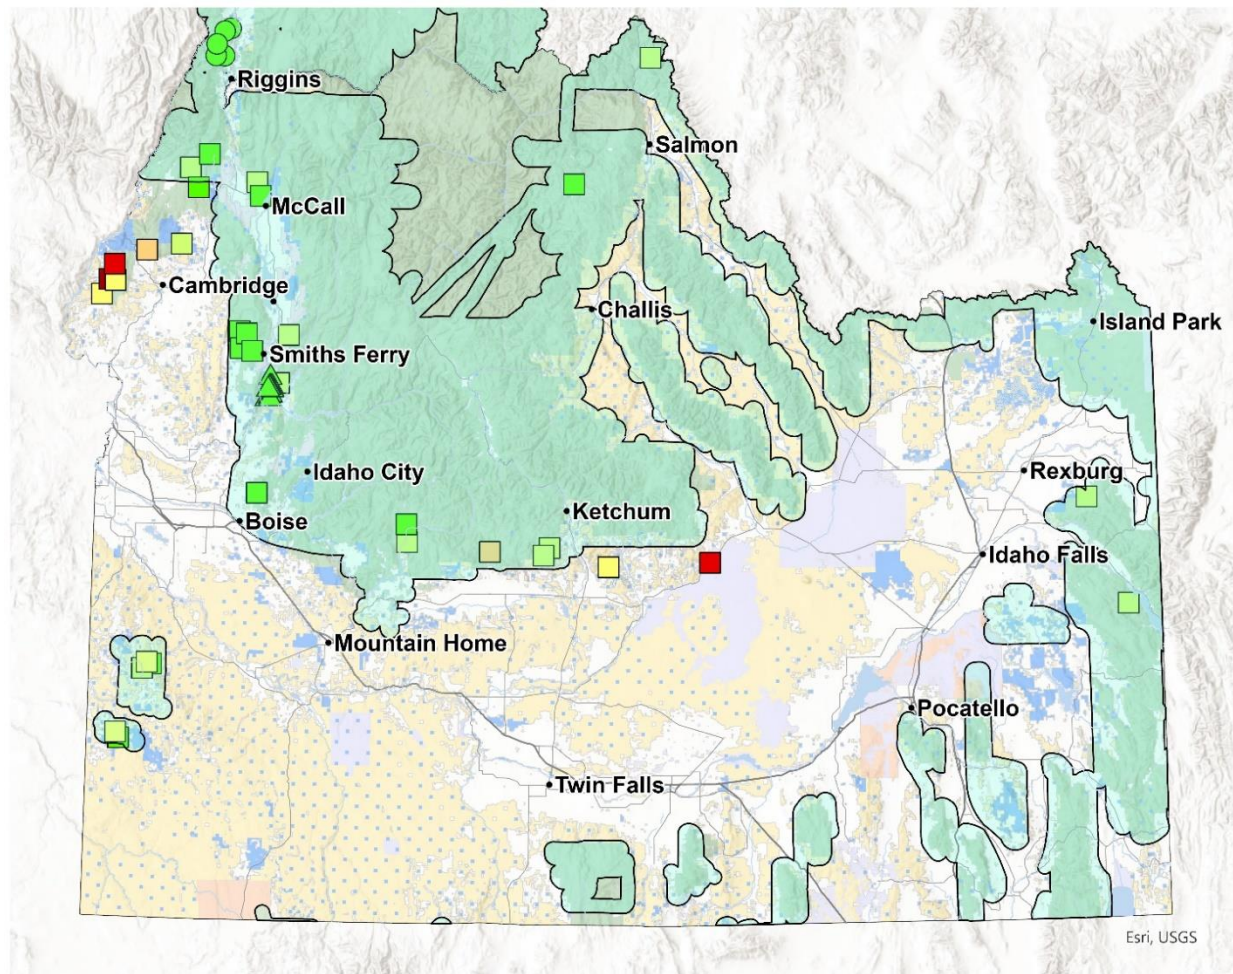 Riggins
Salmon
McCall
Cambridge
Challis
Island Park
Smiths Ferry
Idaho City
Rexburg
Ketchum
Boise
Idaho Falls
Mountain Home
Pocatello
Twin Falls
Esri, USGS